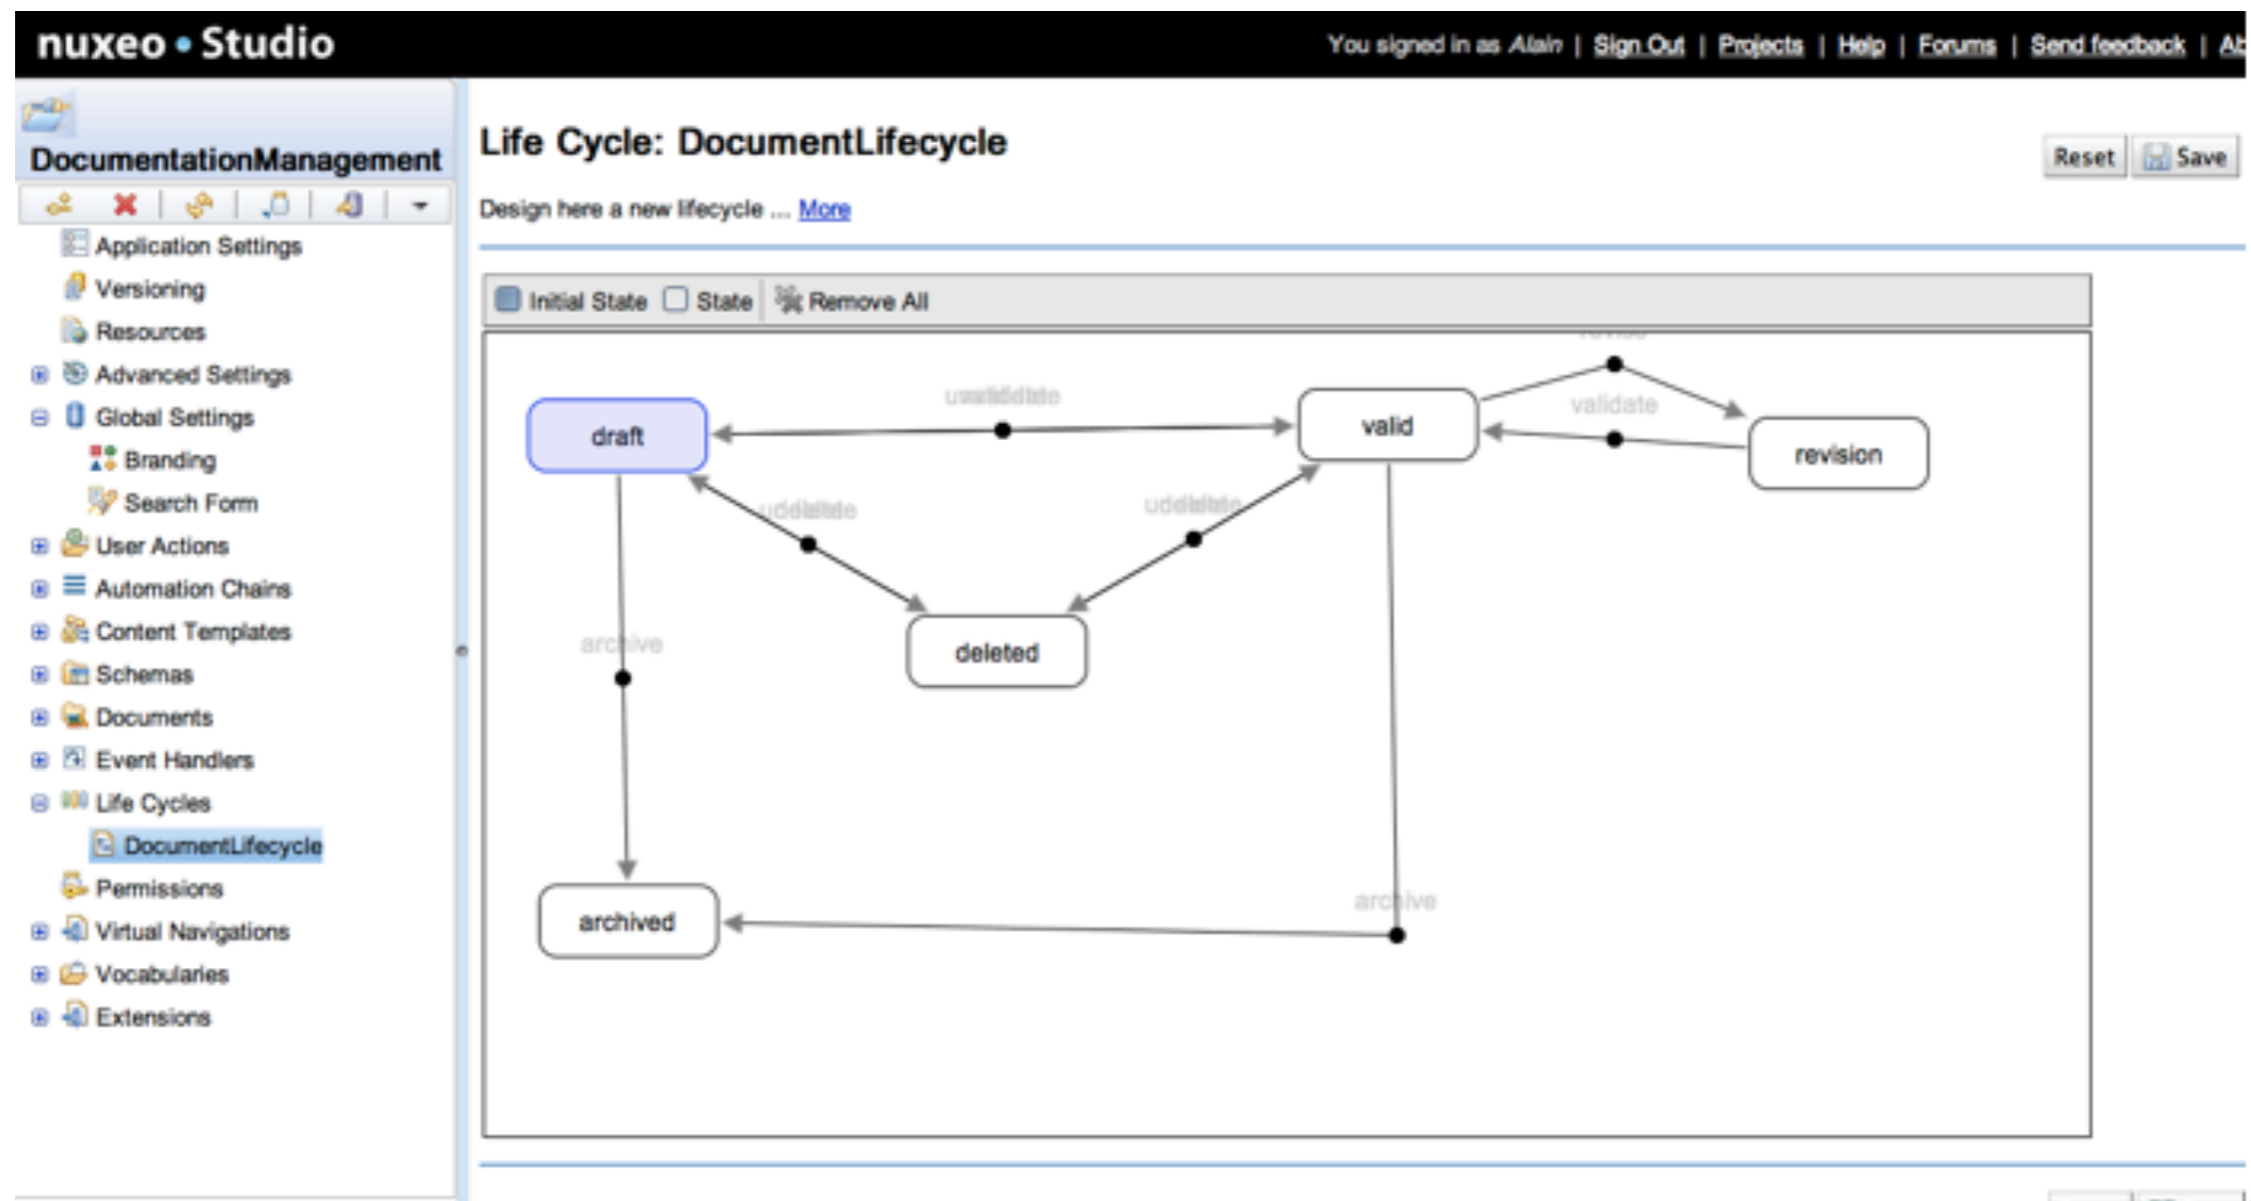 nuxeo • Studio
You signed in as Alain | Sign Out | Projects | Help | Forums | Send feedback | Ab
DocumentationManagement
Application Settings
Versioning
Resources
Advanced Settings
Global Settings
Branding
Search Form
User Actions
Automation Chains
Content Templates
Schemas
Documents
Event Handlers
Life Cycles
DocumentLifecycle
Permissions
Virtual Navigations
Vocabularies
Extensions
Life Cycle: DocumentLifecycle
Reset Save
Design here a new lifecycle ... More
Initial State State Remove All
draft
valid
validate
revision
deleted
archive
archived
archive